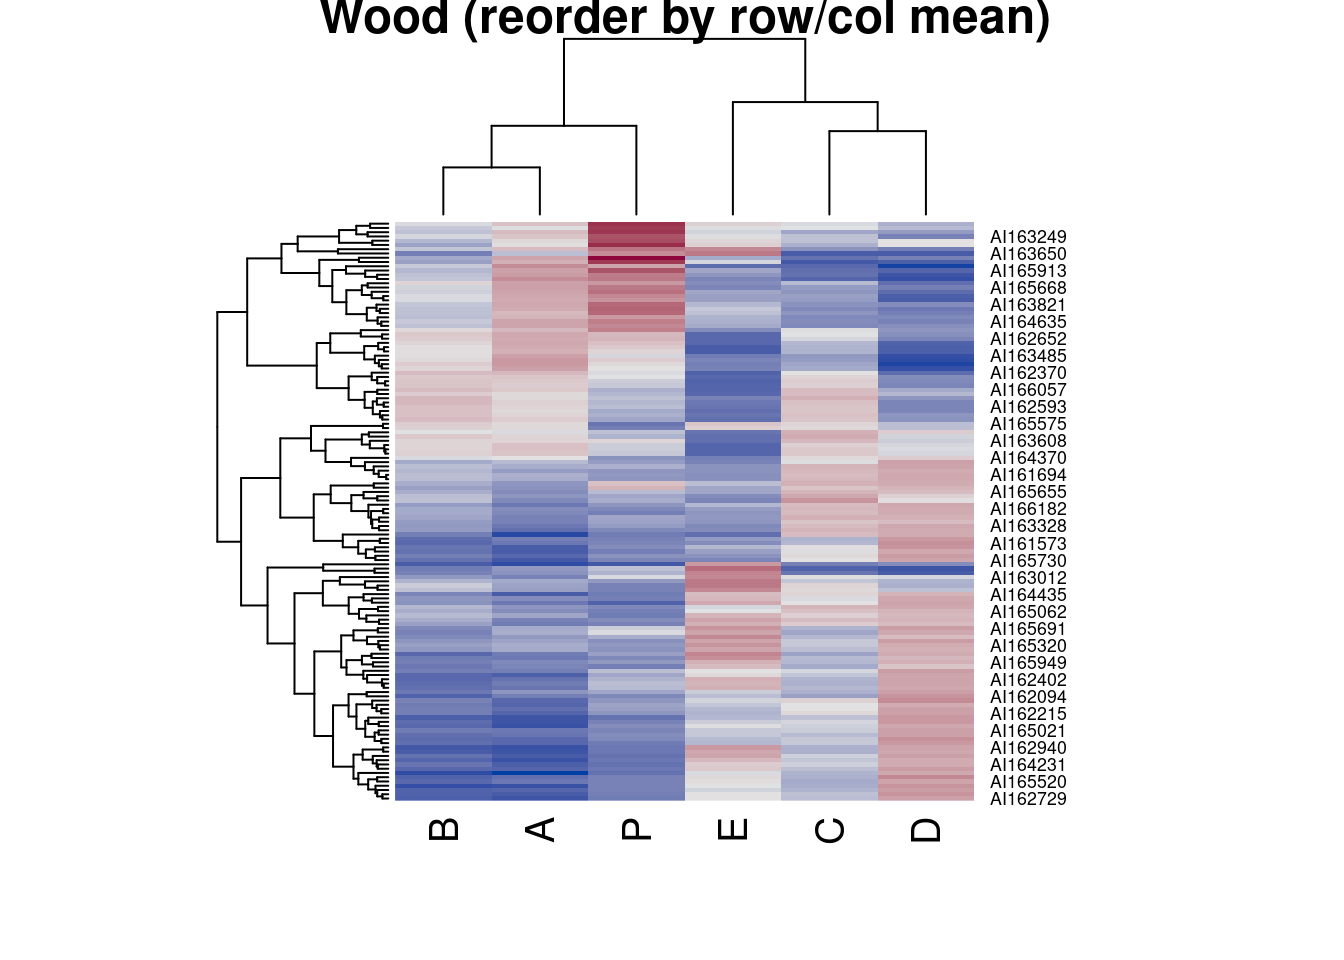 Wood (reorder by row/col mean)
AI163249
AI163650
AI165913
AI165668
AI163821
AI164635
AI162652
AI163485
AI162370
AI166057
AI162593
AI165575
AI163608
AI164370
AI161694
AI165655
AI166182
AI163328
AI161573
AI165730
AI163012
AI164435
AI165062
AI165691
AI165320
AI165949
AI162402
AI162094
AI162215
AI165021
AI162940
AI164231
AI165520
AI162729
B A P E C D